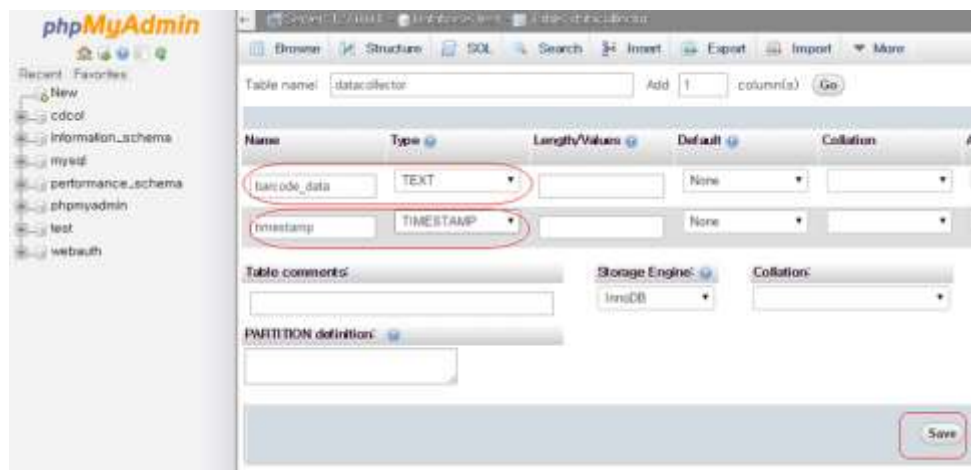 phpMyAdmin
Recent Favorites
New
cdcol
information_schema
mysql
performance_schema
phpmyadmin
test
webauth
Browse Structure SQL Search Insert Export Import More
Table name: datacollector Add 1 column(s) Go
Name Type Length/Values Default Collation A
barcode_data TEXT None
timestamp TIMESTAMP None
Table comments: Storage Engine: Collation:
InnoDB
PARTITION definition:
Save